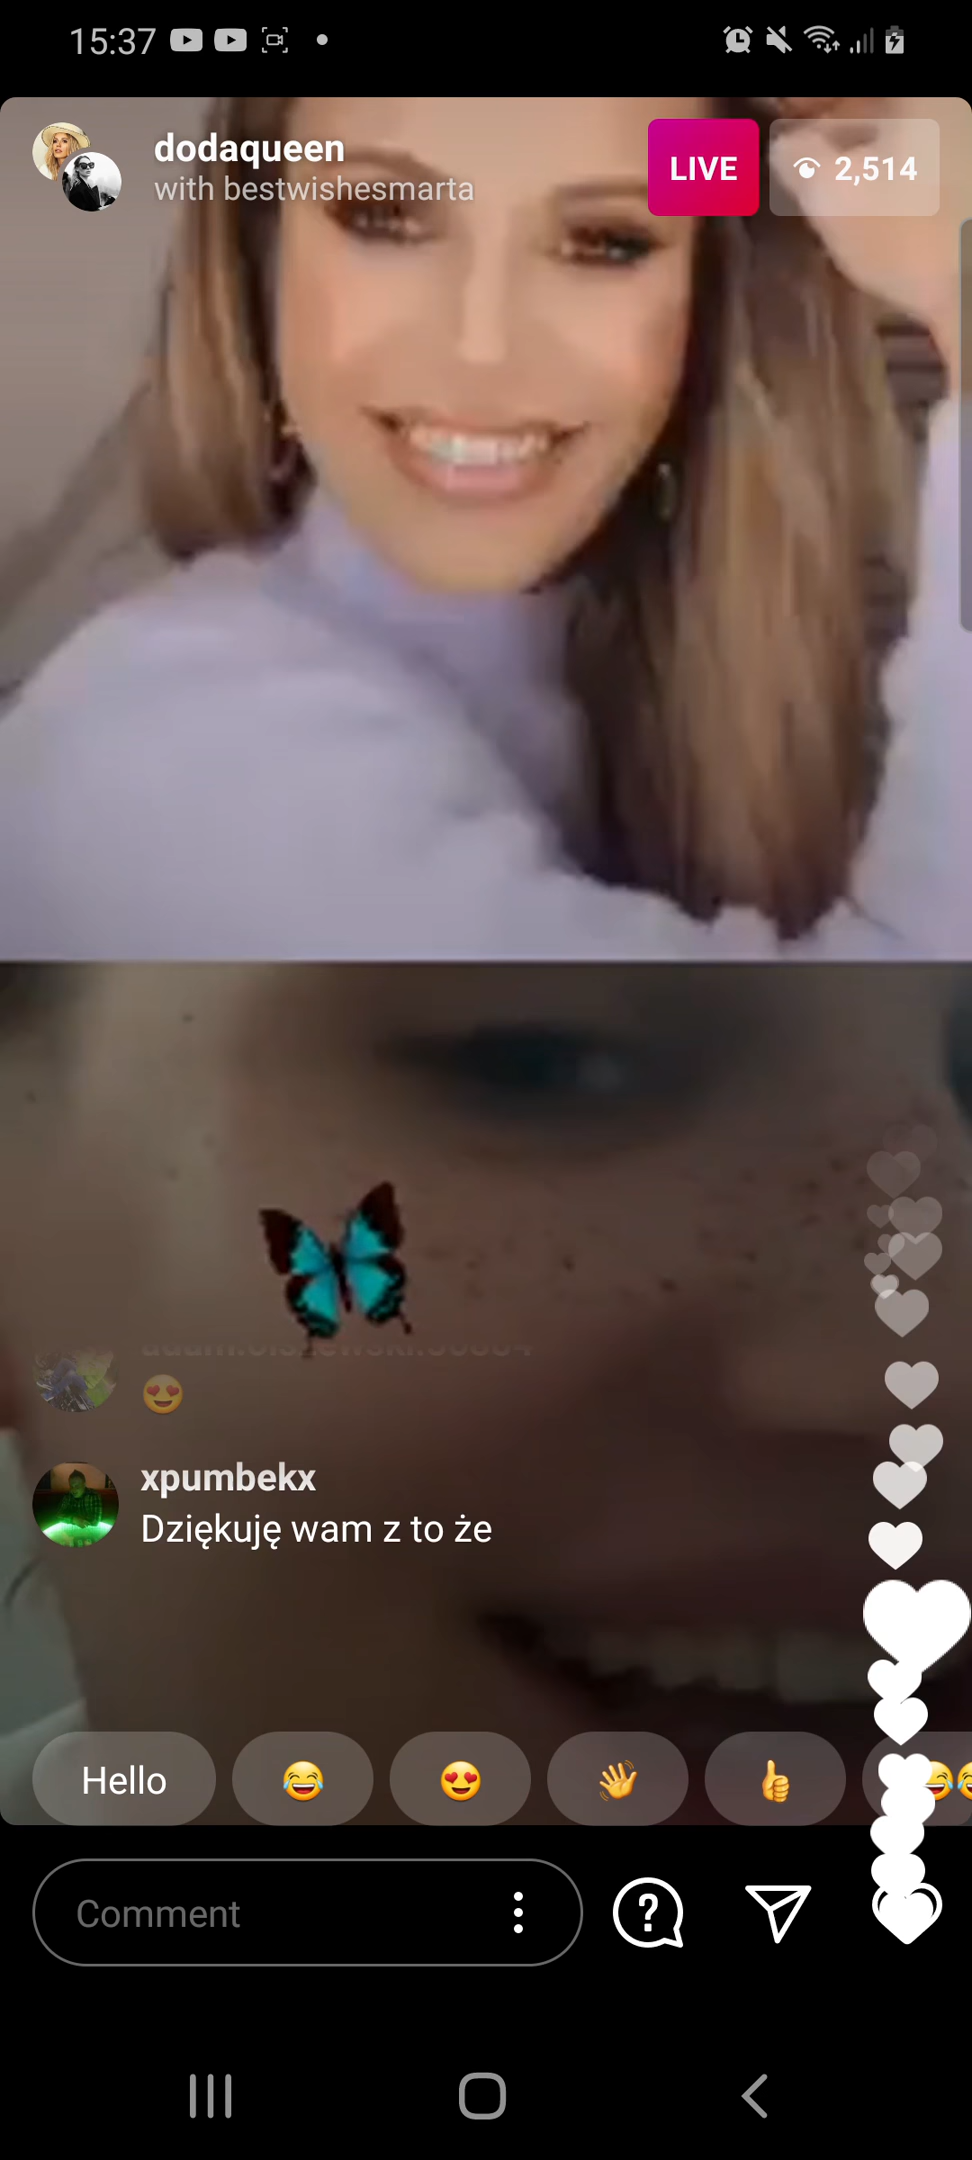 15:37
dodaqueen
with bestwishesmarta
LIVE
2,514
xpumbekx
Dziękuję wam z to że
Hello
Comment